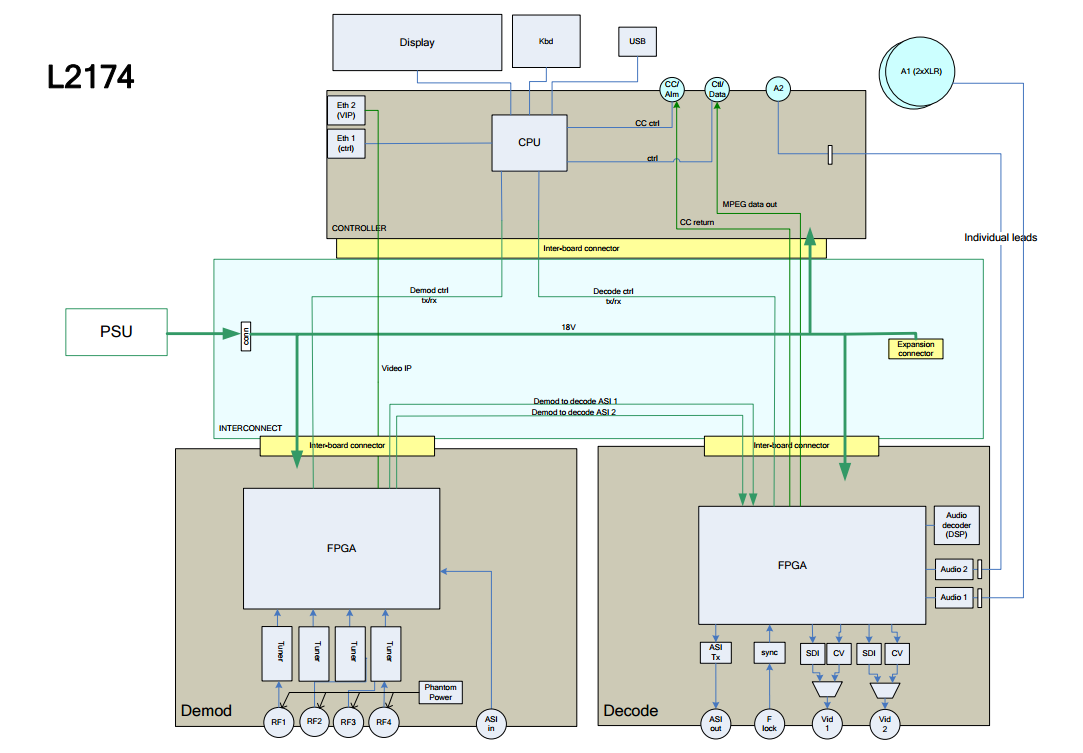 L2174
Display
Kbd
USB
A1 (2xXLR)
CC/
Alm
Ctl/
Data
A2
Eth 2
(VIP)
Eth 1
(ctrl)
CPU
CC ctrl
ctrl
MPEG data out
CC return
CONTROLLER
Individual leads
Inter-board connector
Demod ctrl
tx/rx
Decode ctrl
tx/rx
PSU
conn
18V
Expansion
connector
Video IP
Demod to decode ASI 1
Demod to decode ASI 2
INTERCONNECT
Inter-board connector
Inter-board connector
FPGA
FPGA
Audio
decoder
(DSP)
Audio 2
Audio 1
Tuner
Tuner
Tuner
Tuner
ASI
Tx
sync
SDI
CV
SDI
CV
Phantom
Power
Demod
RF1
RF2
RF3
RF4
ASI
in
Decode
ASI
out
F
lock
Vid
1
Vid
2